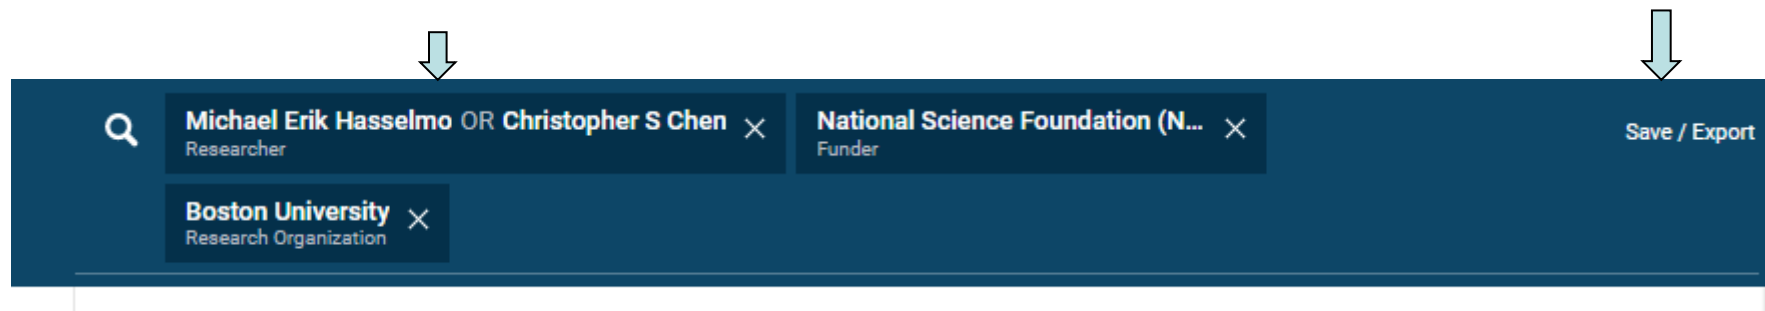 Michael Erik Hasselmo OR Christopher S Chen
Researcher
National Science Foundation (N...
Funder
Save / Export
Boston University
Research Organization